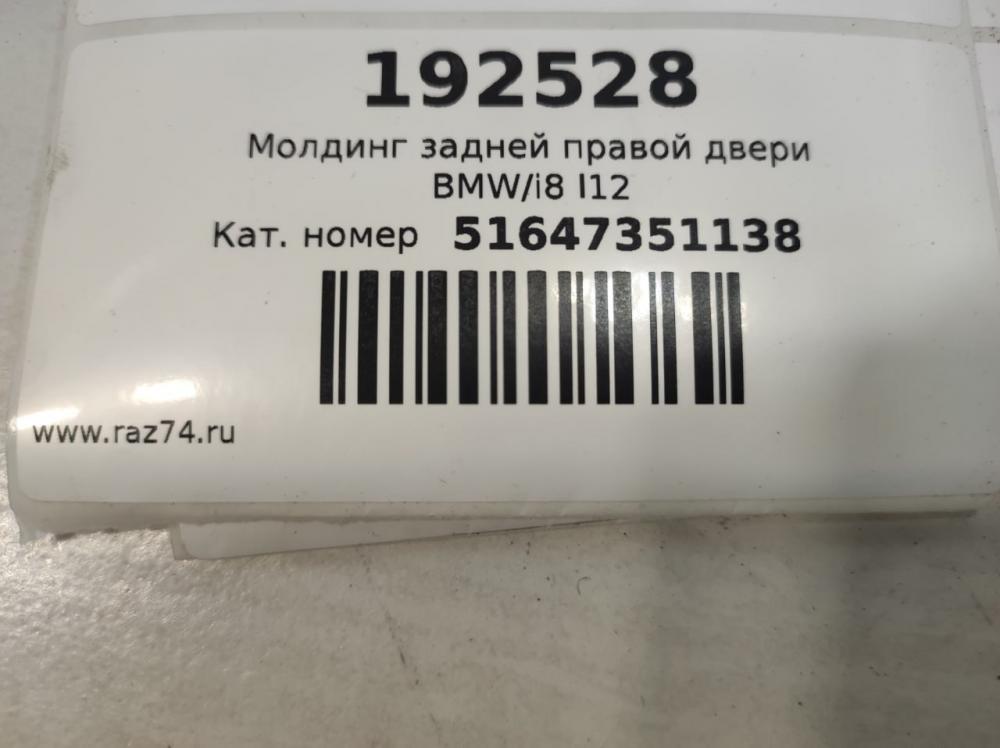 192528
Молдинг задней правой двери
BMW/i8 I12
Кат. номер 51647351138
www.raz74.ru